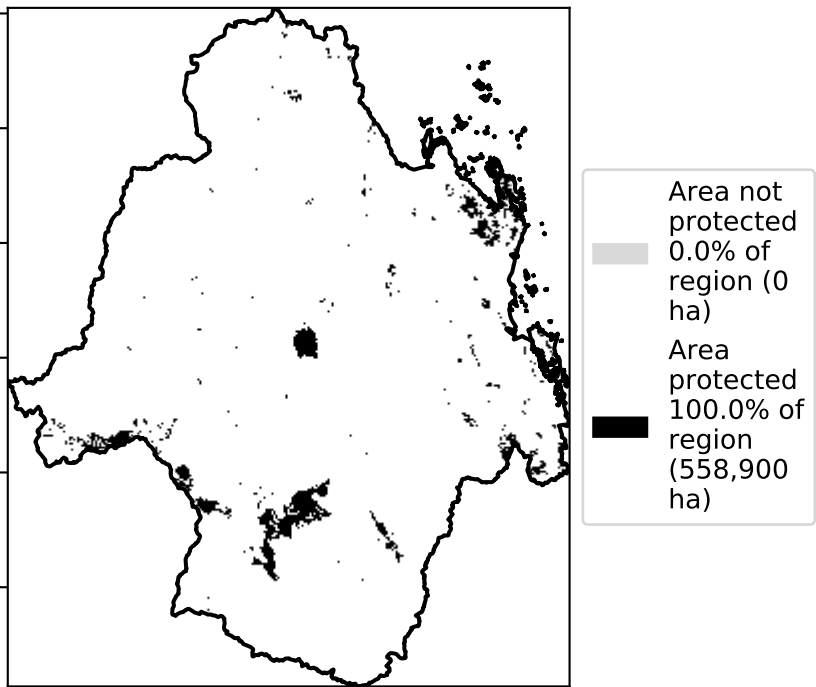 Area not
protected
0.0% of
region (0
ha)
Area
protected
100.0% of
region
(558,900
ha)